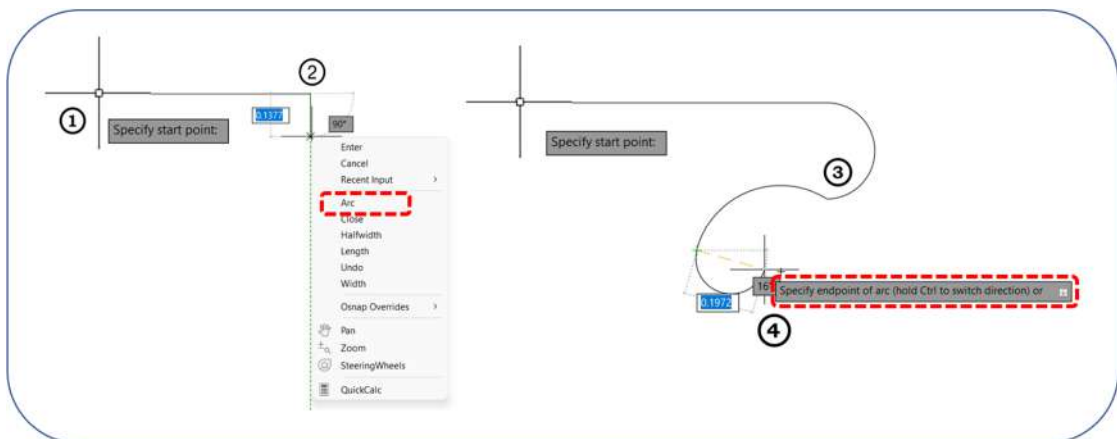 ①
②
0.1377
90°
Specify start point:
Enter
Cancel
Recent Input
Arc
Close
Halfwidth
Length
Undo
Width
Osnap Overrides
Pan
Zoom
SteeringWheels
QuickCalc
Specify start point:
③
16°
Specify endpoint of arc (hold Ctrl to switch direction) or
0.1972
④